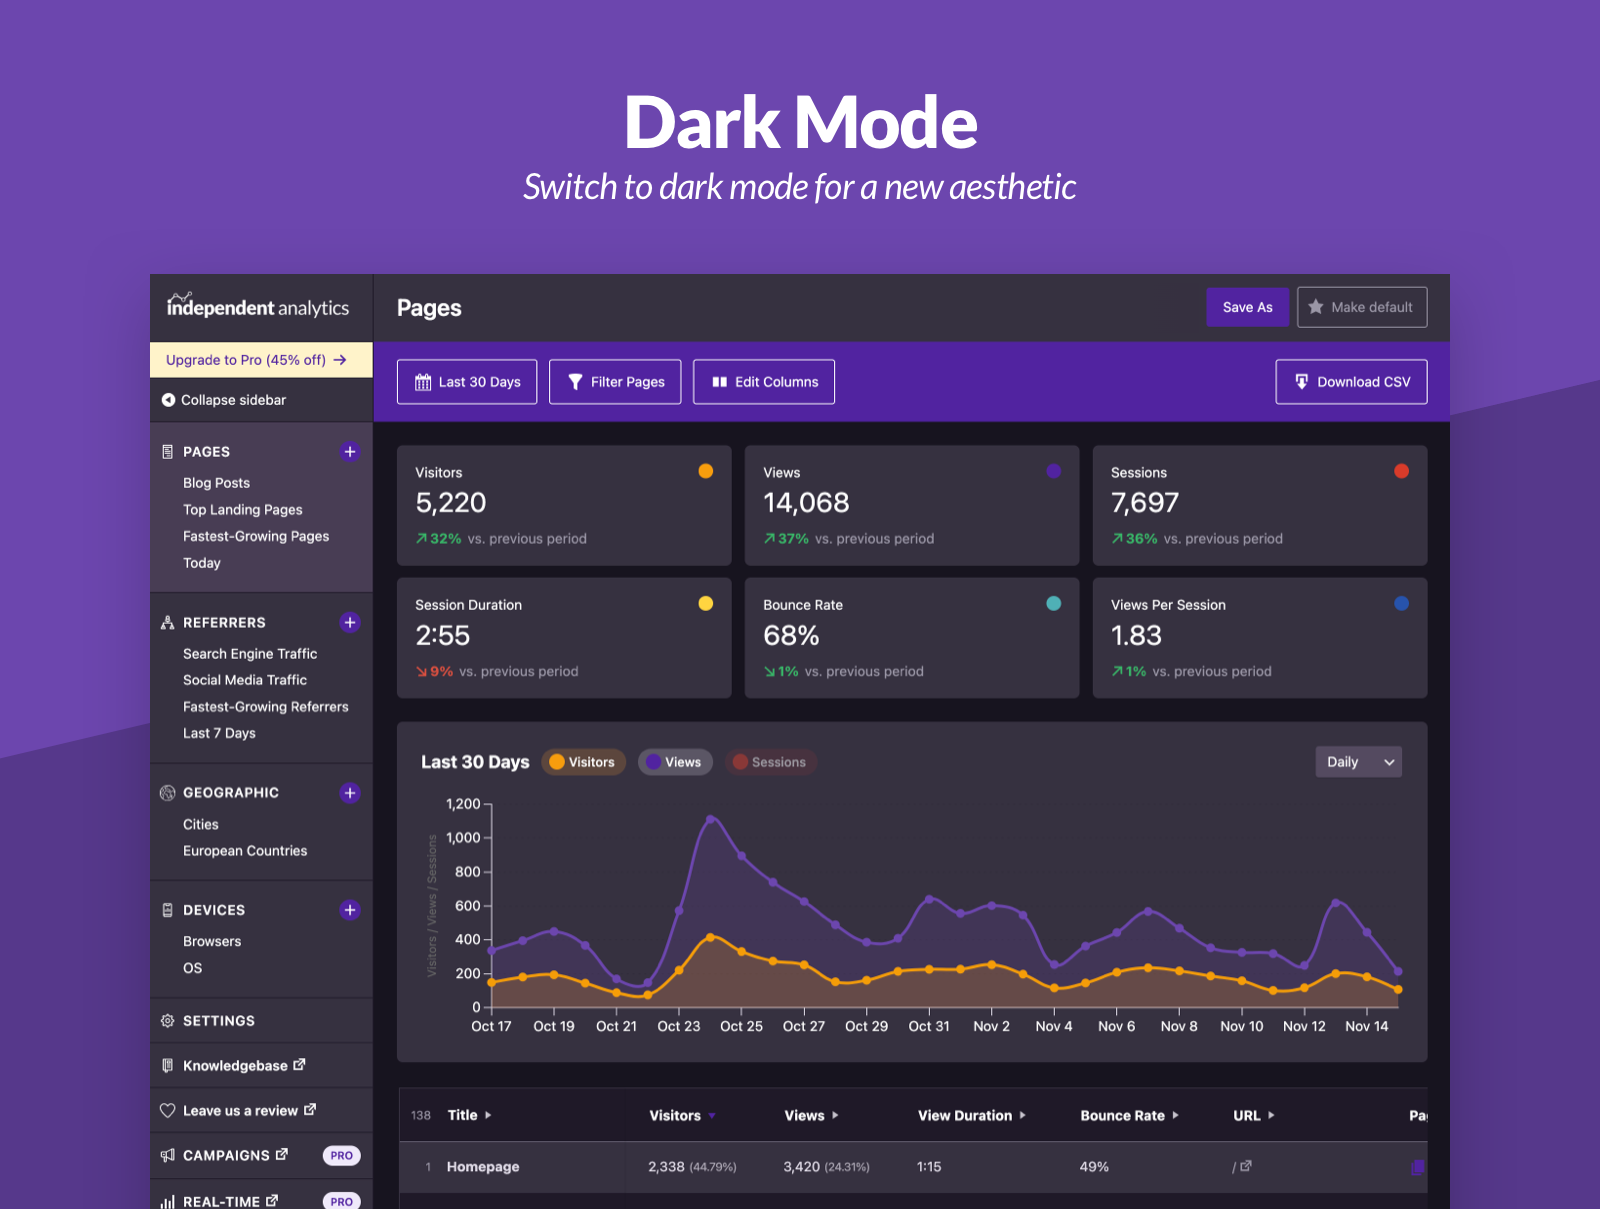 Dark Mode
Switch to dark mode for a new aesthetic
independent analytics
Pages
Save As
Make default
Upgrade to Pro (45% off) →
Collapse sidebar
Last 30 Days
Filter Pages
Edit Columns
Download CSV
PAGES
Blog Posts
Top Landing Pages
Fastest-Growing Pages
Today
REFERRERS
Search Engine Traffic
Social Media Traffic
Fastest-Growing Referrers
Last 7 Days
GEOGRAPHIC
Cities
European Countries
DEVICES
Browsers
OS
SETTINGS
Knowledgebase
Leave us a review
CAMPAIGNS PRO
REAL-TIME PRO
Visitors
5,220
32% vs. previous period
Views
14,068
37% vs. previous period
Sessions
7,697
36% vs. previous period
Session Duration
2:55
9% vs. previous period
Bounce Rate
68%
1% vs. previous period
Views Per Session
1.83
1% vs. previous period
Last 30 Days
Visitors
Views
Sessions
Daily
Visitors / Views / Sessions
1,200
1,000
800
600
400
200
0
Oct 17 Oct 19 Oct 21 Oct 23 Oct 25 Oct 27 Oct 29 Oct 31 Nov 2 Nov 4 Nov 6 Nov 8 Nov 10 Nov 12 Nov 14
138 Title Visitors Views View Duration Bounce Rate URL
1 Homepage 2,338 (44.79%) 3,420 (24.31%) 1:15 49% /